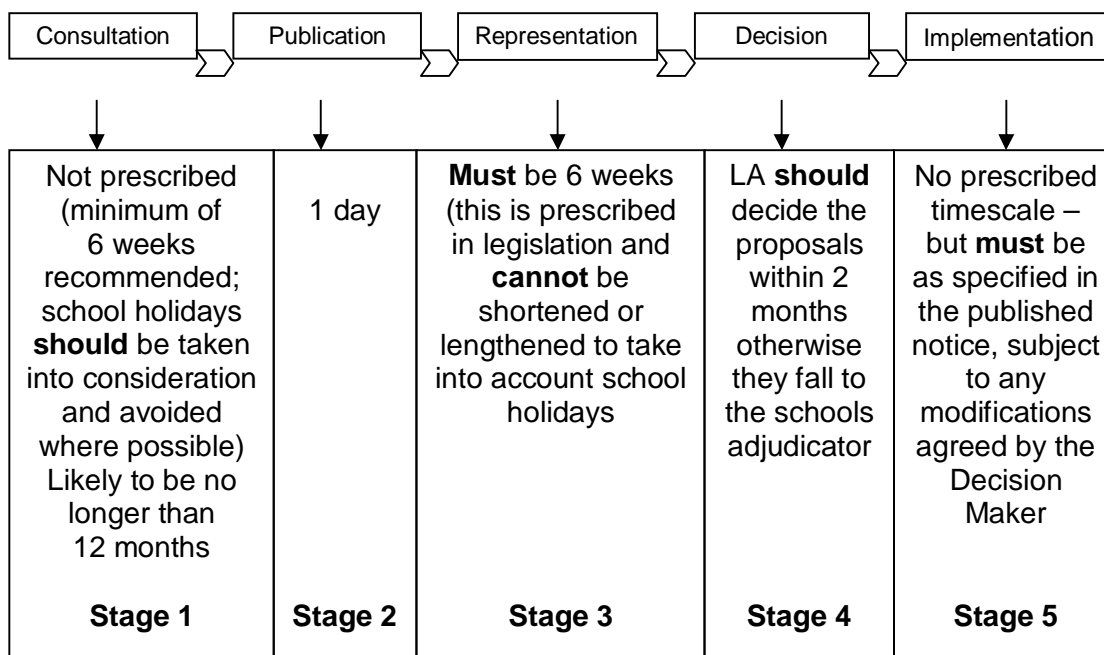 Consultation
Publication
Representation
Decision
Implementation
Not prescribed
(minimum of
6 weeks
recommended;
school holidays
should be taken
into consideration
and avoided
where possible)
Likely to be no
longer than
12 months
Stage 1
1 day
Stage 2
Must be 6 weeks
(this is prescribed
in legislation and
cannot be
shortened or
lengthened to take
into account school
holidays
Stage 3
LA should
decide the
proposals
within 2
months
otherwise
they fall to
the schools
adjudicator
Stage 4
No prescribed
timescale –
but must be
as specified in
the published
notice, subject
to any
modifications
agreed by the
Decision
Maker
Stage 5